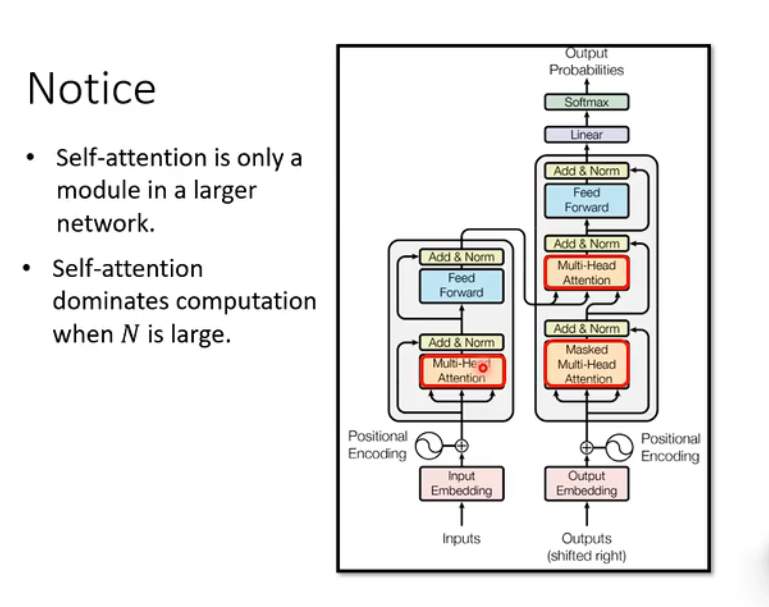 Notice
• Self-attention is only a
module in a larger
network.
• Self-attention
dominates computation
when N is large.
Output
Probabilities
Softmax
Linear
Add & Norm
Feed
Forward
Add & Norm
Multi-Head
Attention
Add & Norm
Masked
Multi-Head
Attention
Add & Norm
Feed
Forward
Add & Norm
Multi-Head
Attention
Positional
Encoding
Positional
Encoding
Input
Embedding
Output
Embedding
Inputs
Outputs
(shifted right)